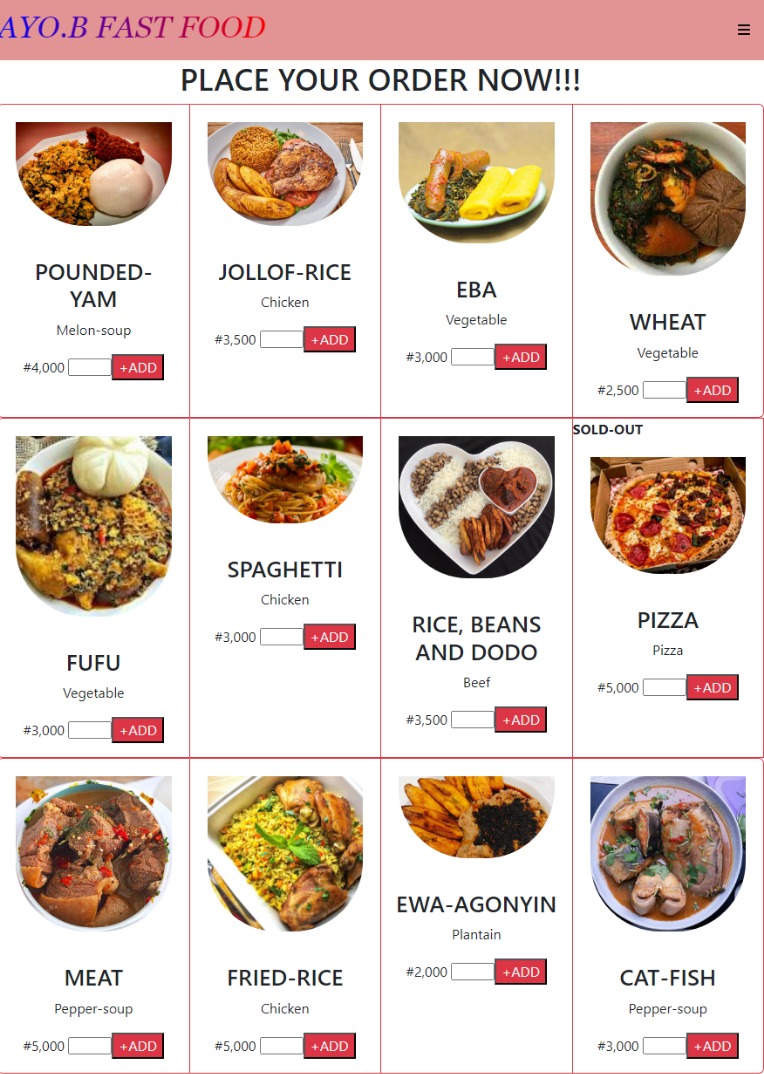 AYO.B FAST FOOD
PLACE YOUR ORDER NOW!!!
POUNDED-
YAM
Melon-soup
#4,000 +ADD
JOLLOF-RICE
Chicken
#3,500 +ADD
EBA
Vegetable
#3,000 +ADD
WHEAT
Vegetable
#2,500 +ADD
FUFU
Vegetable
#3,000 +ADD
SPAGHETTI
Chicken
#3,000 +ADD
RICE, BEANS
AND DODO
Beef
#3,500 +ADD
SOLD-OUT
PIZZA
Pizza
#5,000 +ADD
MEAT
Pepper-soup
#5,000 +ADD
FRIED-RICE
Chicken
#5,000 +ADD
EWA-AGONYIN
Plantain
#2,000 +ADD
CAT-FISH
Pepper-soup
#3,000 +ADD